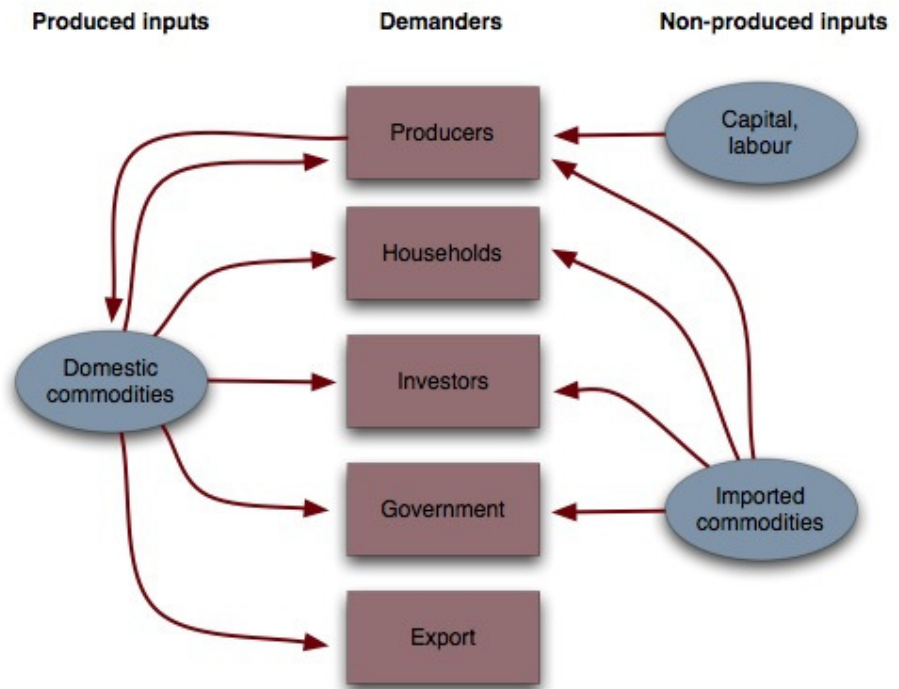 Produced inputs
Demanders
Non-produced inputs
Producers
Capital,
labour
Households
Domestic
commodities
Investors
Government
Imported
commodities
Export